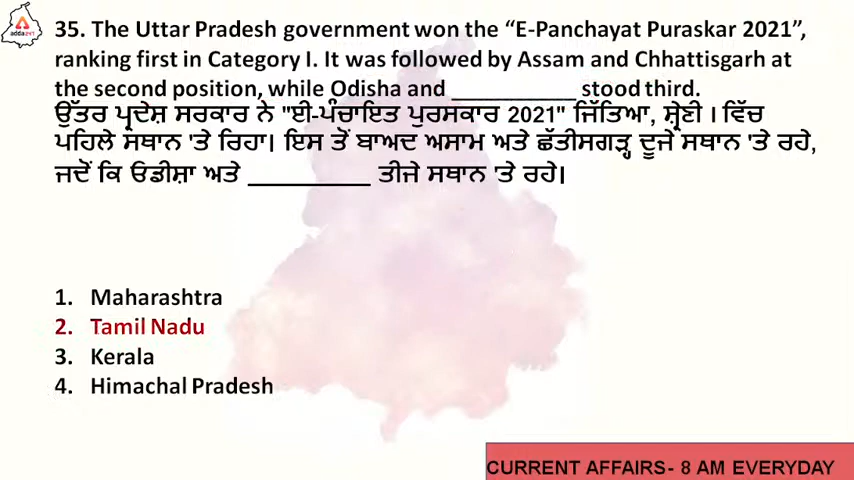 adda247
35. The Uttar Pradesh government won the “E-Panchayat Puraskar 2021”,
ranking first in Category I. It was followed by Assam and Chhattisgarh at
the second position, while Odisha and __________ stood third.
ਉੱਤਰ ਪ੍ਰਦੇਸ਼ ਸਰਕਾਰ ਨੇ "ਈ-ਪੰਚਾਇਤ ਪੁਰਸਕਾਰ 2021" ਜਿੱਤਿਆ, ਸ਼੍ਰੇਣੀ I ਵਿੱਚ
ਪਹਿਲੇ ਸਥਾਨ 'ਤੇ ਰਿਹਾ। ਇਸ ਤੋਂ ਬਾਅਦ ਅਸਾਮ ਅਤੇ ਛੱਤੀਸਗੜ੍ਹ ਦੂਜੇ ਸਥਾਨ 'ਤੇ ਰਹੇ,
ਜਦੋਂ ਕਿ ਓਡੀਸ਼ਾ ਅਤੇ __________ ਤੀਜੇ ਸਥਾਨ 'ਤੇ ਰਹੇ।
1. Maharashtra
2. Tamil Nadu
3. Kerala
4. Himachal Pradesh
CURRENT AFFAIRS- 8 AM EVERYDAY